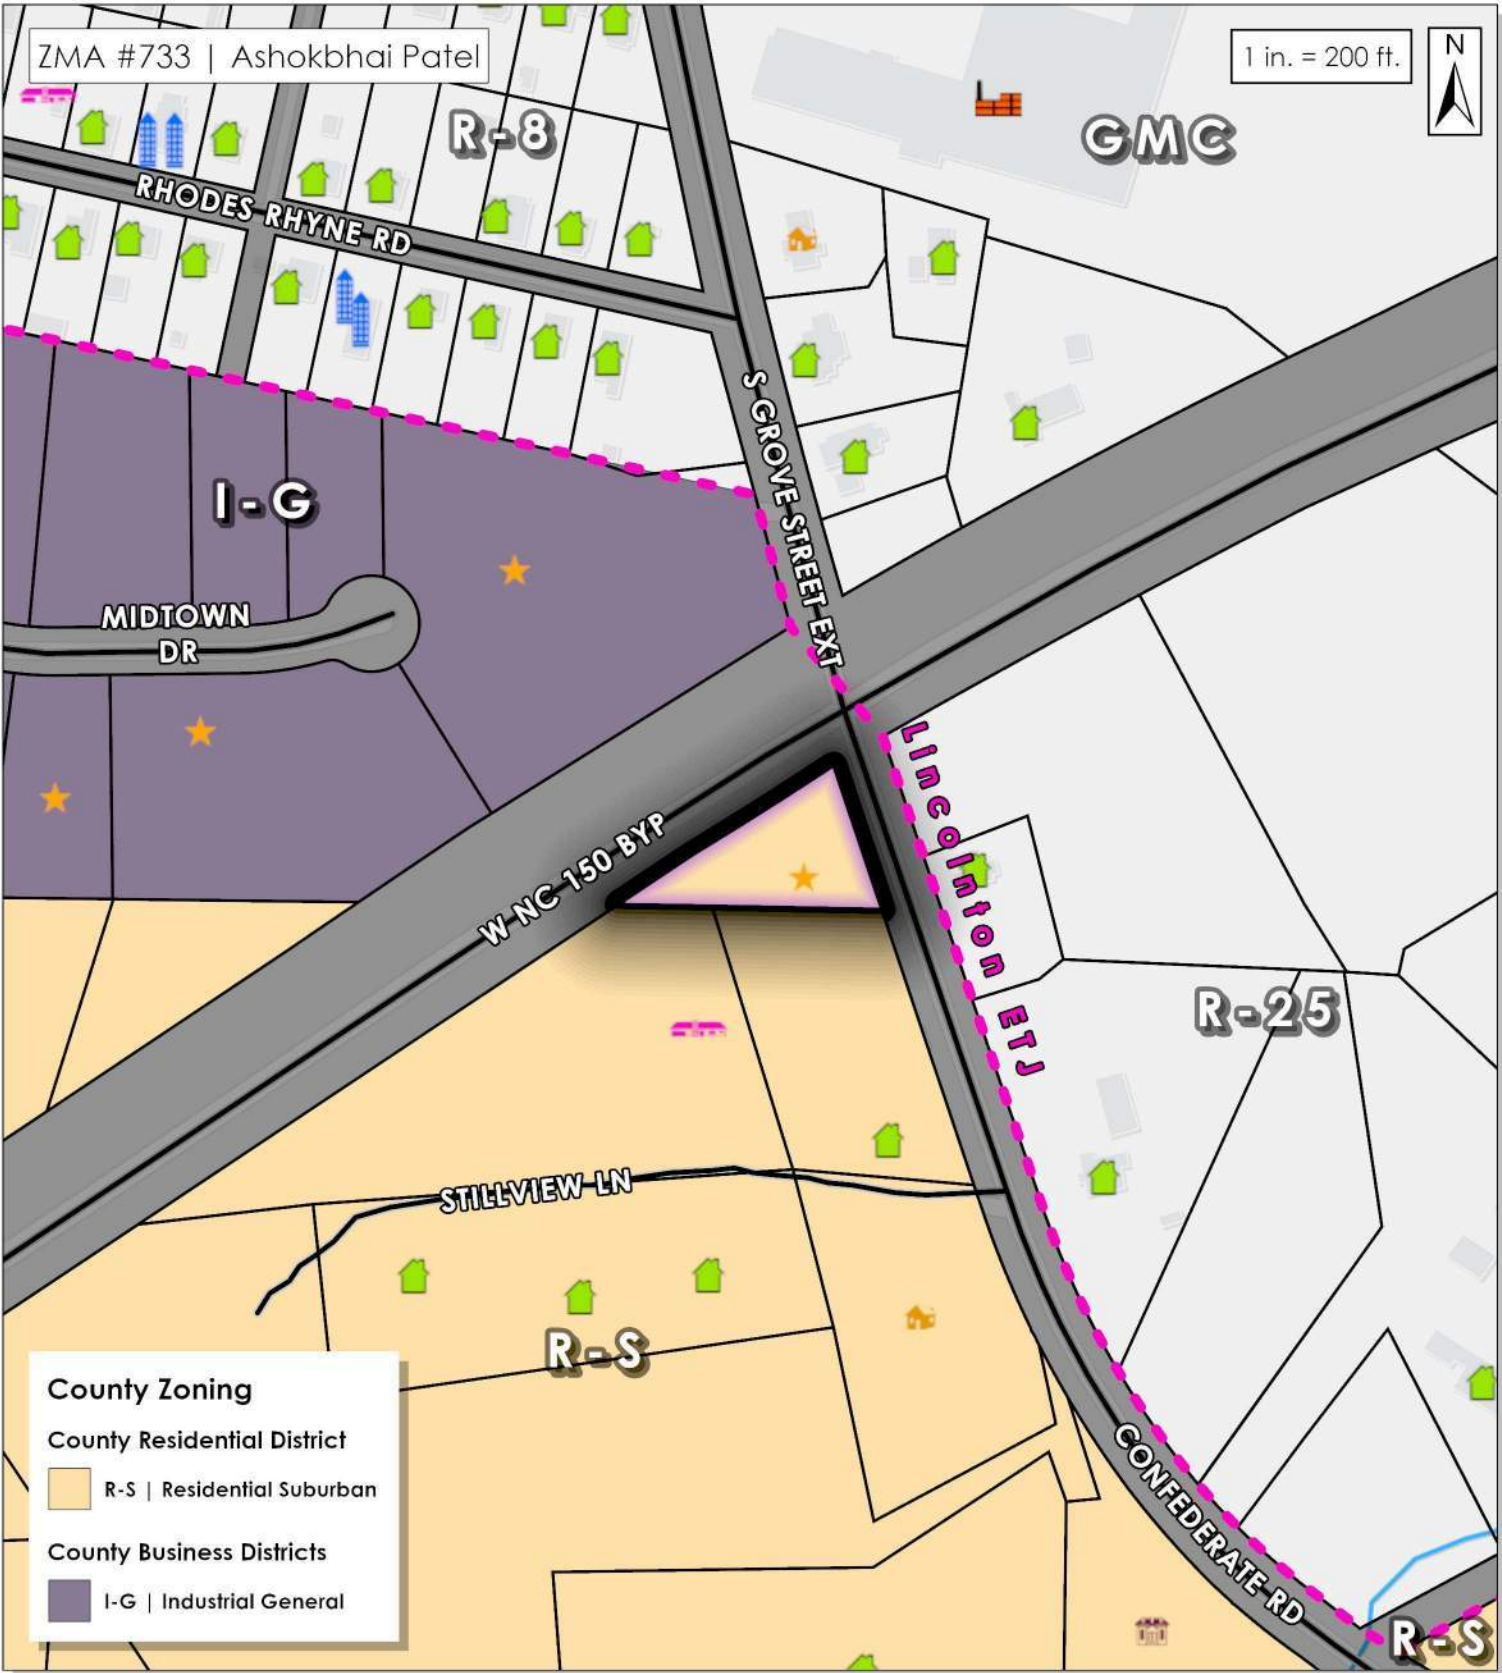 ZMA #733 | Ashokbhai Patel
1 in. = 200 ft.
N
R-8
GMC
RHODES RHYNE RD
S GROVE STREET EXT
I-G
MIDTOWN
DR
W NC 150 BYP
Lincolnton ETJ
R-25
STILLVIEW LN
R-S
CONFEDERATE RD
R-S
County Zoning
County Residential District
R-S | Residential Suburban
County Business Districts
I-G | Industrial General